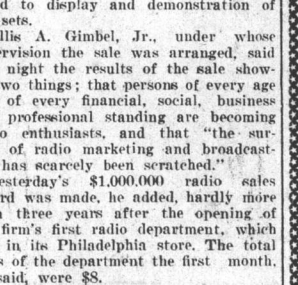 d to display and demonstration of
sets.
llis A. Gimbel, Jr., under whose
rvision the sale was arranged, said
night the results of the sale show-
wo things; that persons of every age
of every financial, social, business
professional standing are becoming
o enthusiasts, and that "the sur-
of radio marketing and broadcast-
has scarcely been scratched."
esterday's $1,000.000 radio sales
rd was made, he added, hardly more
n three years after the opening of
firm's first radio department, which
in its Philadelphia store. The total
s of the department the first month,
said, were $8.